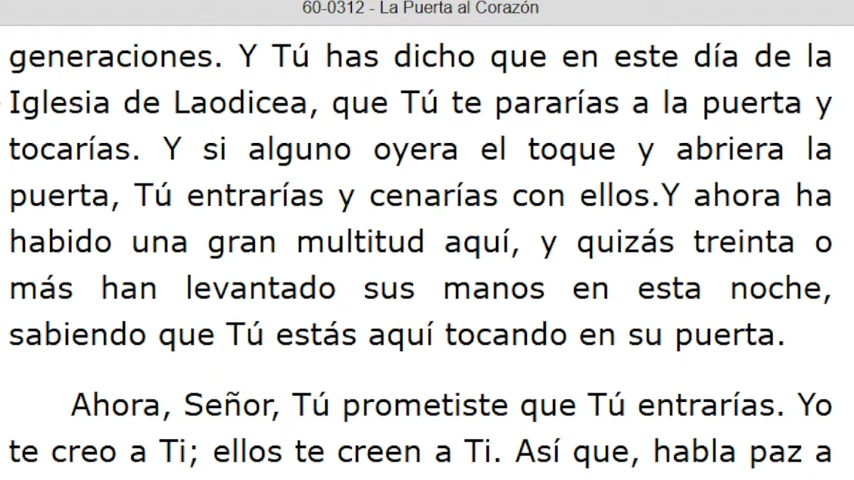 60-0312 - La Puerta al Corazón
generaciones. Y Tú has dicho que en este día de la
Iglesia de Laodicea, que Tú te pararías a la puerta y
tocarías. Y si alguno oyera el toque y abriera la
puerta, Tú entrarías y cenarías con ellos.Y ahora ha
habido una gran multitud aquí, y quizás treinta o
más han levantado sus manos en esta noche,
sabiendo que Tú estás aquí tocando en su puerta.
Ahora, Señor, Tú prometiste que Tú entrarías. Yo
te creo a Ti; ellos te creen a Ti. Así que, habla paz a